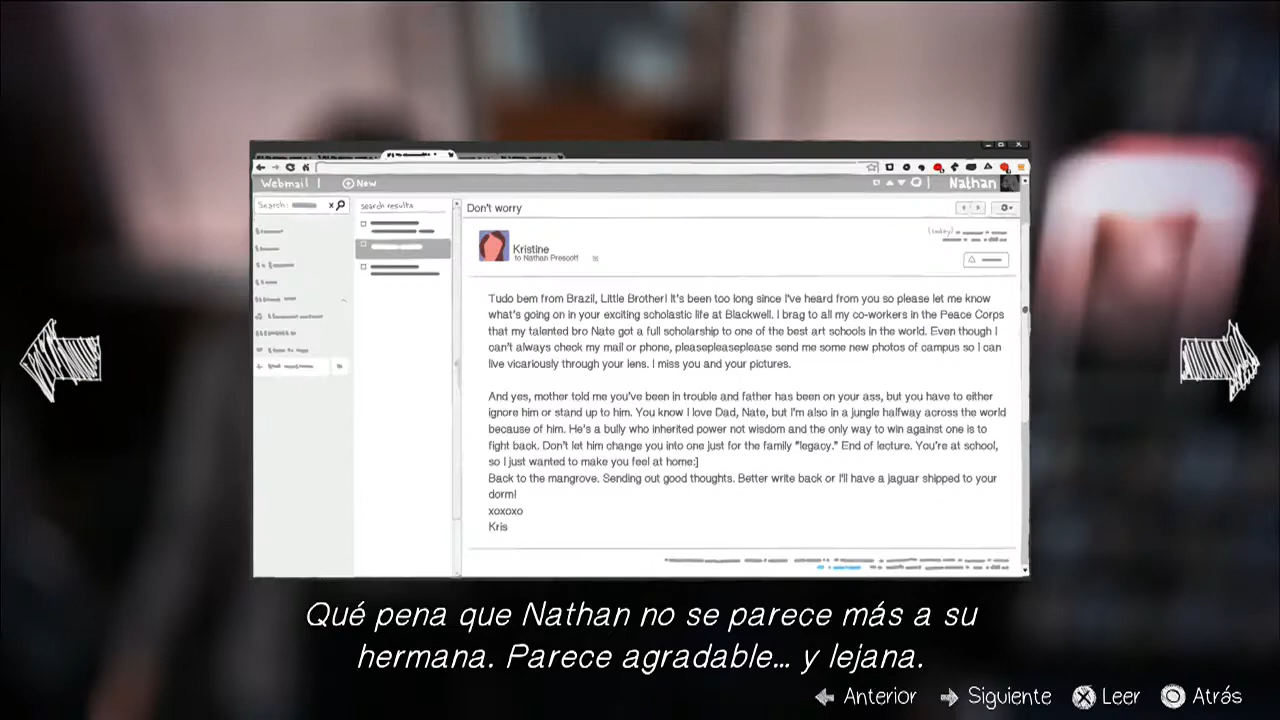 Webmail
New
Nathan
Search:
search results
Don't worry
(today)
Kristine
to Nathan Prescott
Tudo bem from Brazil, Little Brother! It's been too long since I've heard from you so please let me know
what's going on in your exciting scholastic life at Blackwell. I brag to all my co-workers in the Peace Corps
that my talented bro Nate got a full scholarship to one of the best art schools in the world. Even though I
can't always check my mail or phone, pleasepleaseplease send me some new photos of campus so I can
live vicariously through your lens. I miss you and your pictures.
And yes, mother told me you've been in trouble and father has been on your ass, but you have to either
ignore him or stand up to him. You know I love Dad, Nate, but I'm also in a jungle halfway across the world
because of him. He's a bully who inherited power not wisdom and the only way to win against one is to
fight back. Don't let him change you into one just for the family "legacy." End of lecture. You're at school,
so I just wanted to make you feel at home:]
Back to the mangrove. Sending out good thoughts. Better write back or I'll have a jaguar shipped to your
dorm!
xoxoxo
Kris
Qué pena que Nathan no se parece más a su
hermana. Parece agradable... y lejana.
Anterior Siguiente Leer Atrás